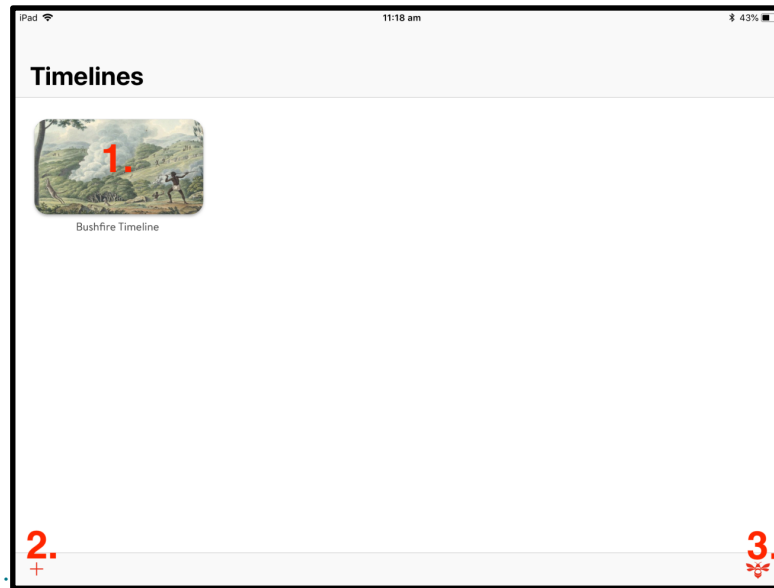 iPad 11:18 am 43%
Timelines
1.
Bushfire Timeline
2. 3.
+